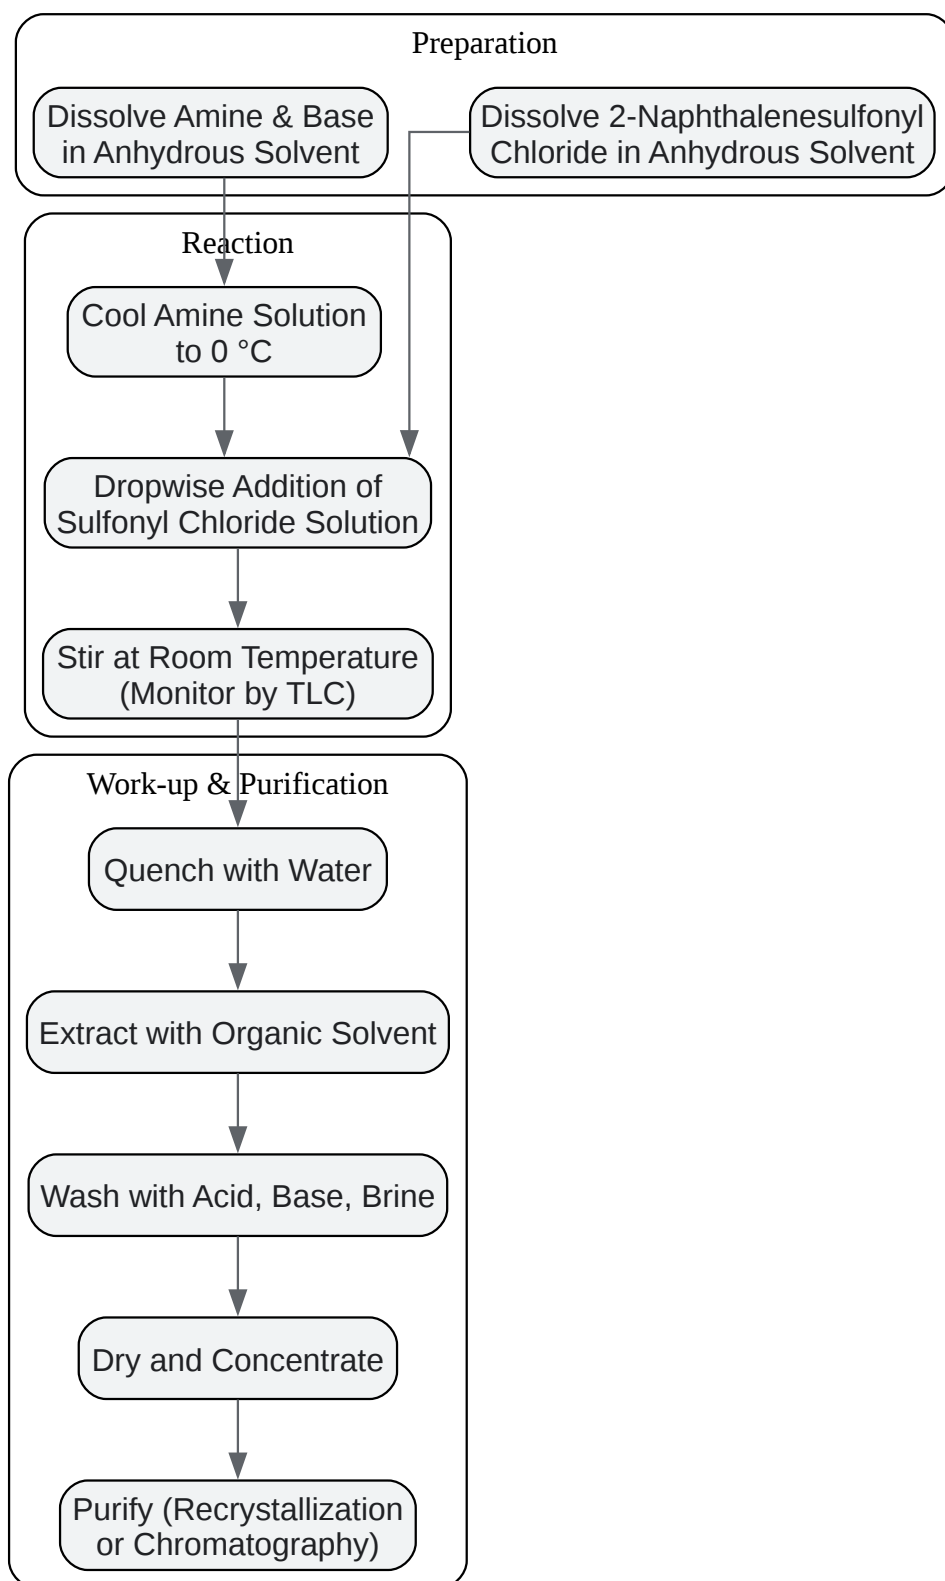 Preparation
Dissolve Amine & Base
in Anhydrous Solvent
Dissolve 2-Naphthalenesulfonyl
Chloride in Anhydrous Solvent
Reaction
Cool Amine Solution
to 0 °C
Dropwise Addition of
Sulfonyl Chloride Solution
Stir at Room Temperature
(Monitor by TLC)
Work-up & Purification
Quench with Water
Extract with Organic Solvent
Wash with Acid, Base, Brine
Dry and Concentrate
Purify (Recrystallization
or Chromatography)